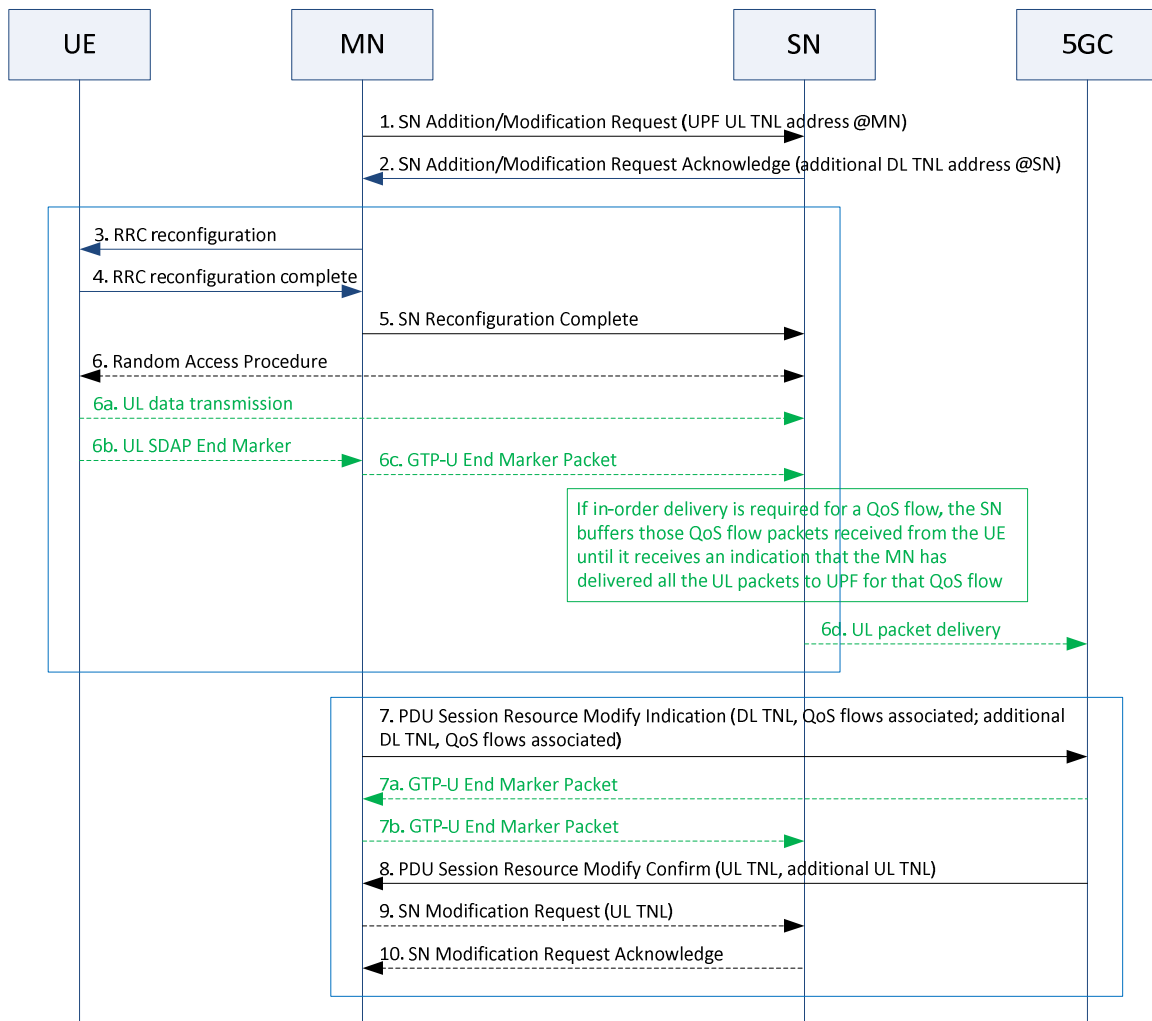 UE
MN
SN
5GC
1. SN Addition/Modification Request (UPF UL TNL address @MN)
2. SN Addition/Modification Request Acknowledge (additional DL TNL address @SN)
3. RRC reconfiguration
4. RRC reconfiguration complete
5. SN Reconfiguration Complete
6. Random Access Procedure
6a. UL data transmission
6b. UL SDAP End Marker
6c. GTP-U End Marker Packet
If in-order delivery is required for a QoS flow, the SN
buffers those QoS flow packets received from the UE
until it receives an indication that the MN has
delivered all the UL packets to UPF for that QoS flow
6d. UL packet delivery
7. PDU Session Resource Modify Indication (DL TNL, QoS flows associated; additional
DL TNL, QoS flows associated)
7a. GTP-U End Marker Packet
7b. GTP-U End Marker Packet
8. PDU Session Resource Modify Confirm (UL TNL, additional UL TNL)
9. SN Modification Request (UL TNL)
10. SN Modification Request Acknowledge